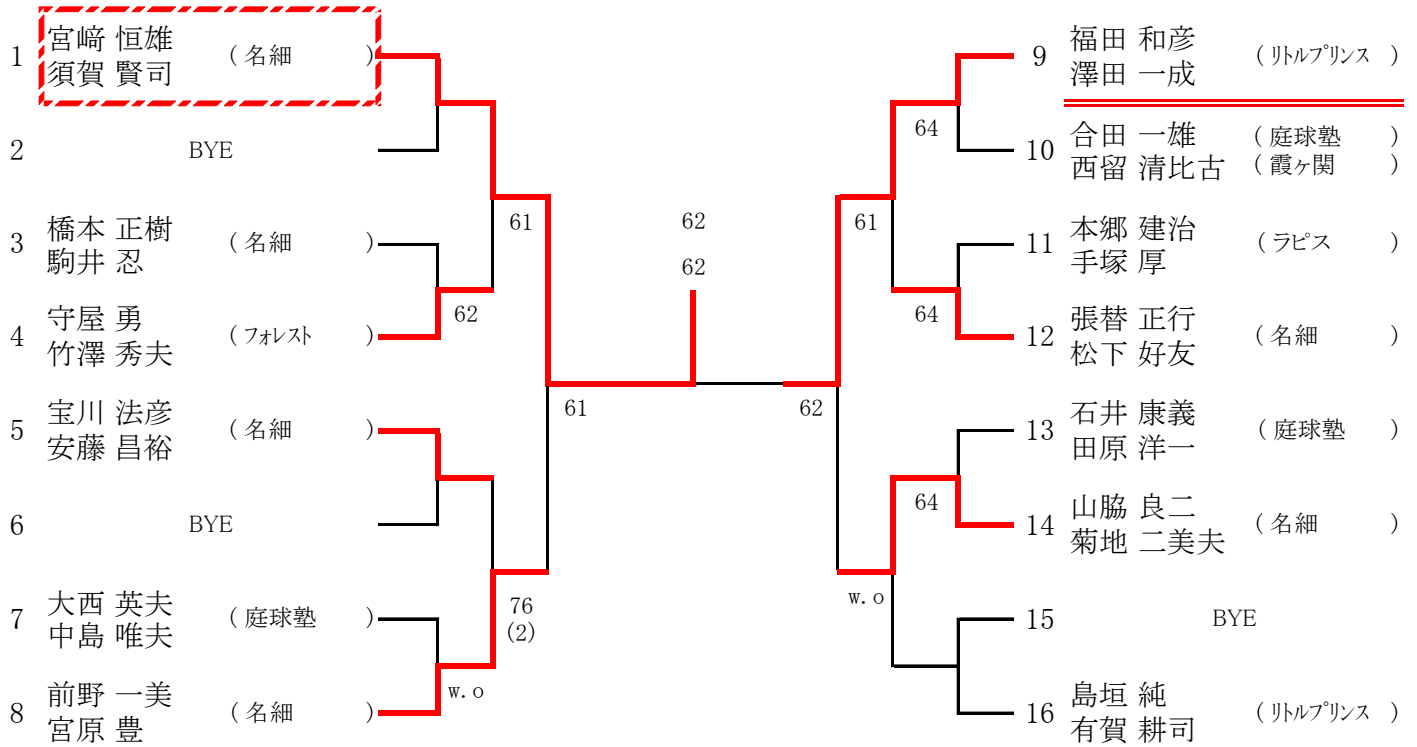 1 宮﨑 恒雄 (名細 )
須賀 賢司
2 BYE
3 橋本 正樹 (名細 )
駒井 忍
4 守屋 勇 (フォレスト )
竹澤 秀夫
5 宝川 法彦 (名細 )
安藤 昌裕
6 BYE
7 大西 英夫 (庭球塾 )
中島 唯夫
8 前野 一美 (名細 )
宮原 豊
61
62
76
(2)
w.o
61
62
62
62
64
61
64
64
w.o
9 福田 和彦 (リトルプリンス )
澤田 一成
10 合田 一雄 (庭球塾 )
西留 清比古 (霞ヶ関 )
11 本郷 建治 (ラピス )
手塚 厚
12 張替 正行 (名細 )
松下 好友
13 石井 康義 (庭球塾 )
田原 洋一
14 山脇 良二 (名細 )
菊地 二美夫
15 BYE
16 島垣 純 (リトルプリンス )
有賀 耕司